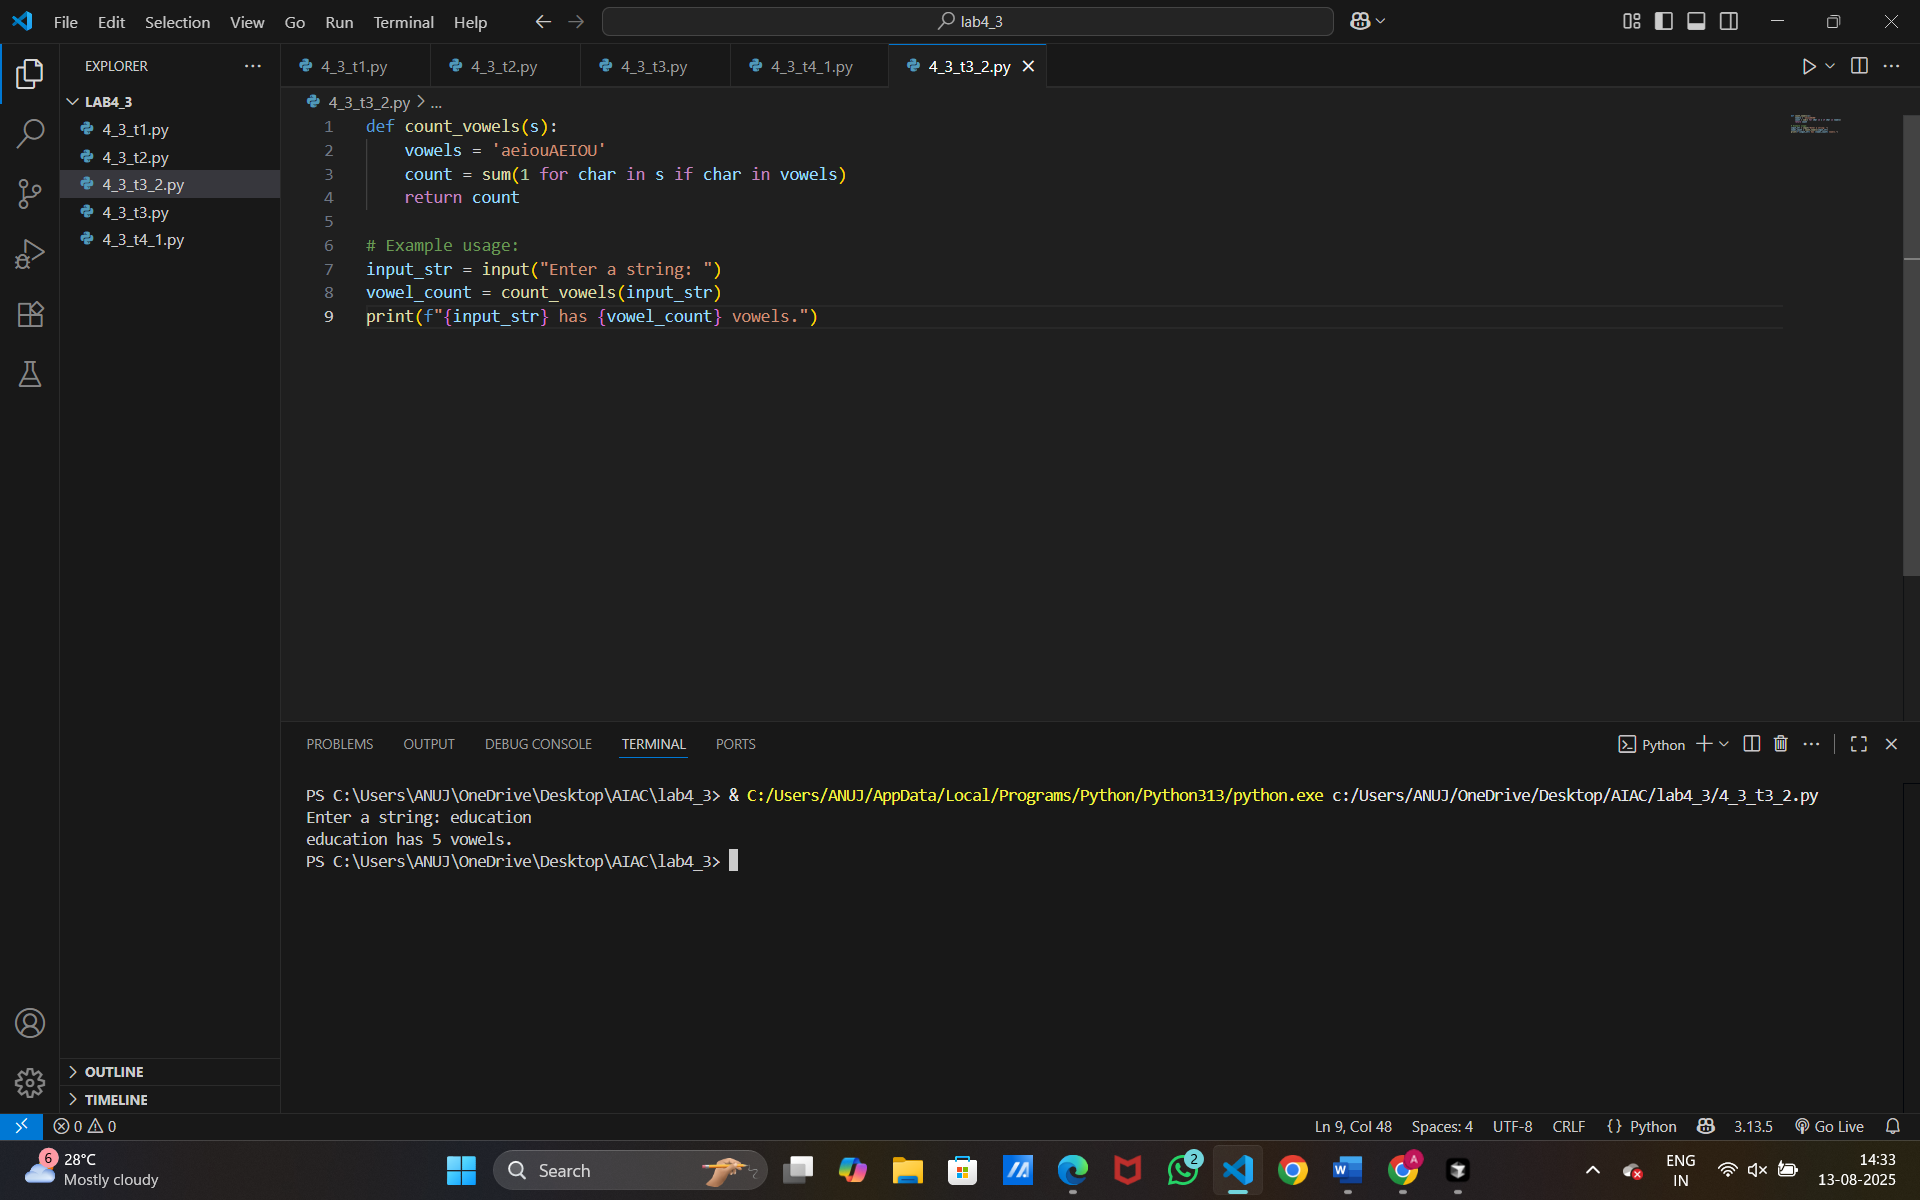 File Edit Selection View Go Run Terminal Help
lab4_3
EXPLORER
LAB4_3
4_3_t1.py
4_3_t2.py
4_3_t3_2.py
4_3_t3.py
4_3_t4_1.py
OUTLINE
TIMELINE
4_3_t1.py 4_3_t2.py 4_3_t3.py 4_3_t4_1.py 4_3_t3_2.py
4_3_t3_2.py > ...
1 def count_vowels(s):
2     vowels = 'aeiouAEIOU'
3     count = sum(1 for char in s if char in vowels)
4     return count
5
6 # Example usage:
7 input_str = input("Enter a string: ")
8 vowel_count = count_vowels(input_str)
9 print(f"{input_str} has {vowel_count} vowels.")
PROBLEMS OUTPUT DEBUG CONSOLE TERMINAL PORTS
Python
PS C:\Users\ANUJ\OneDrive\Desktop\AIAC\lab4_3> & C:/Users/ANUJ/AppData/Local/Programs/Python/Python313/python.exe c:/Users/ANUJ/OneDrive/Desktop/AIAC/lab4_3/4_3_t3_2.py
Enter a string: education
education has 5 vowels.
PS C:\Users\ANUJ\OneDrive\Desktop\AIAC\lab4_3>
0 0
Ln 9, Col 48 Spaces: 4 UTF-8 CRLF {} Python 3.13.5 Go Live
6
28°C
Mostly cloudy
Search
2
A
ENG
IN
14:33
13-08-2025